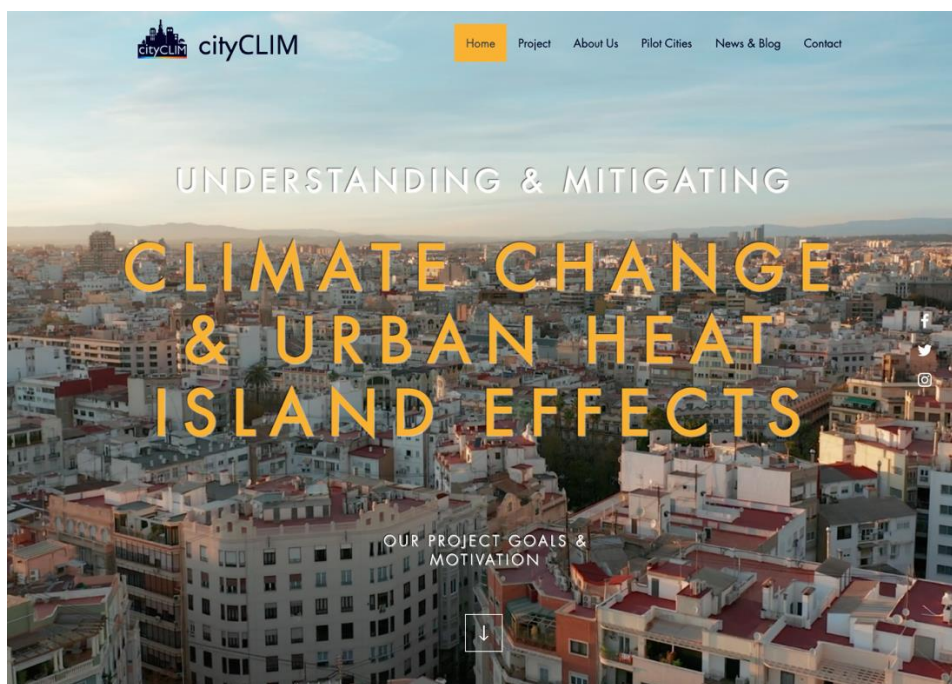 cityCLIM cityCLIM
Home Project About Us Pilot Cities News & Blog Contact
UNDERSTANDING & MITIGATING
CLIMATE CHANGE
& URBAN HEAT
ISLAND EFFECTS
OUR PROJECT GOALS &
MOTIVATION